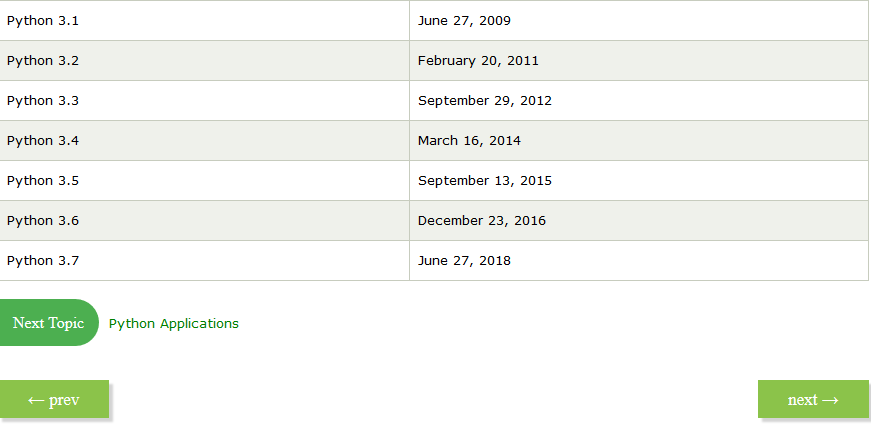 Python 3.1 June 27, 2009
Python 3.2 February 20, 2011
Python 3.3 September 29, 2012
Python 3.4 March 16, 2014
Python 3.5 September 13, 2015
Python 3.6 December 23, 2016
Python 3.7 June 27, 2018
Next Topic Python Applications
← prev next →